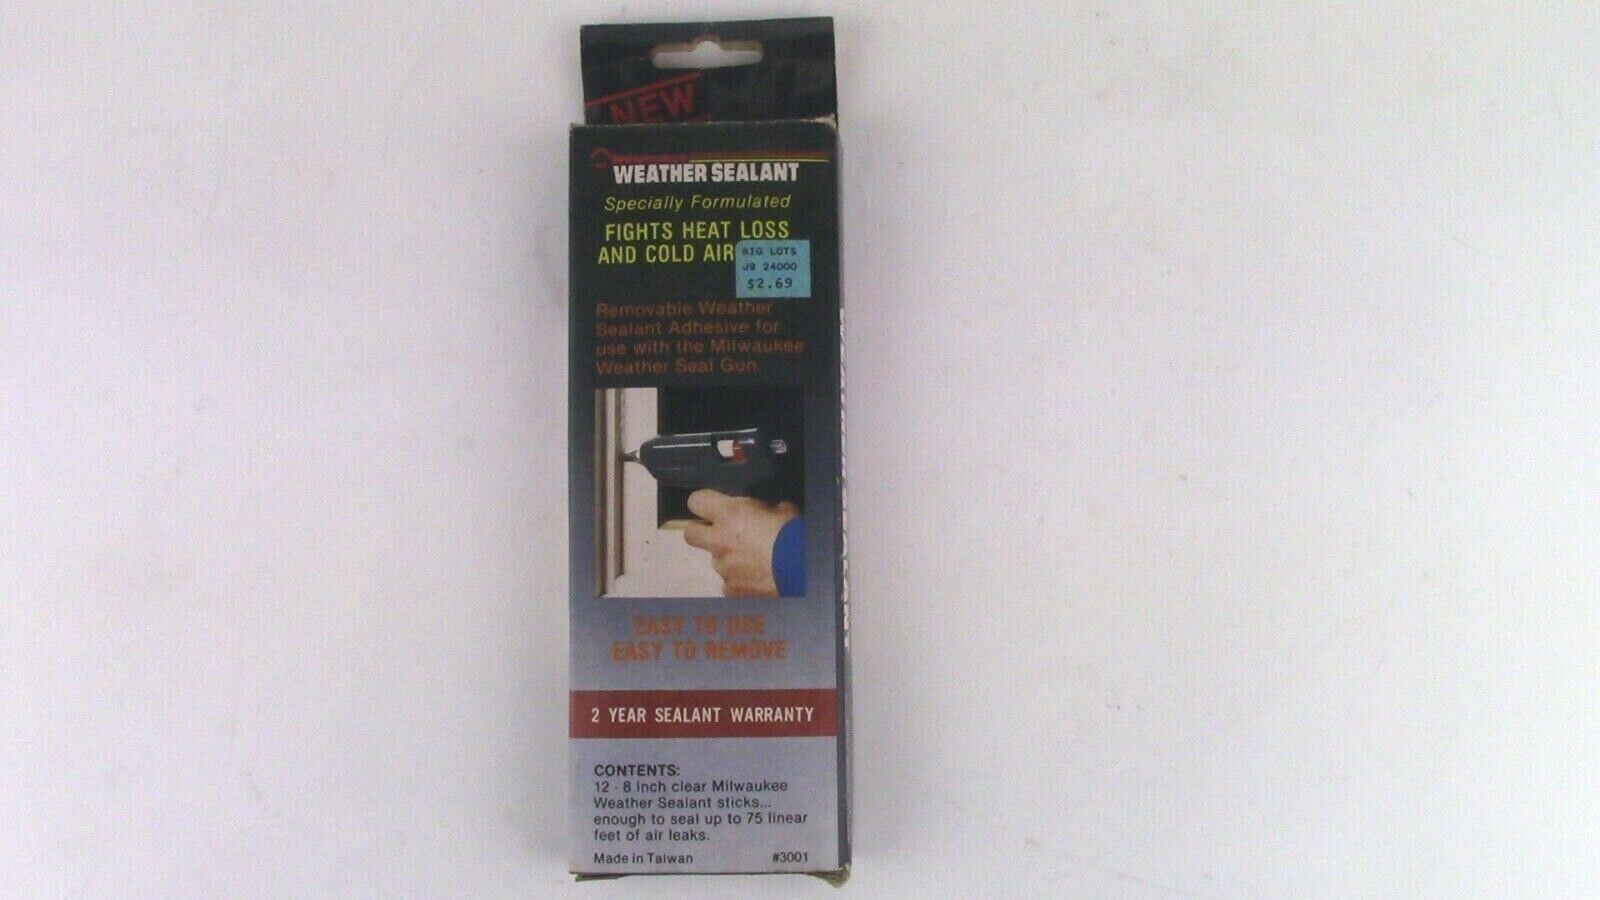 NEW
Milwaukee
WEATHER SEALANT
Specially Formulated
FIGHTS HEAT LOSS
AND COLD AIR
BIG LOTS
J9 24000
$2.69
Removable Weather
Sealant Adhesive for
use with the Milwaukee
Weather Seal Gun.
EASY TO USE
EASY TO REMOVE
2 YEAR SEALANT WARRANTY
CONTENTS:
12 - 8 inch clear Milwaukee
Weather Sealant sticks...
enough to seal up to 75 linear
feet of air leaks.
Made in Taiwan #3001